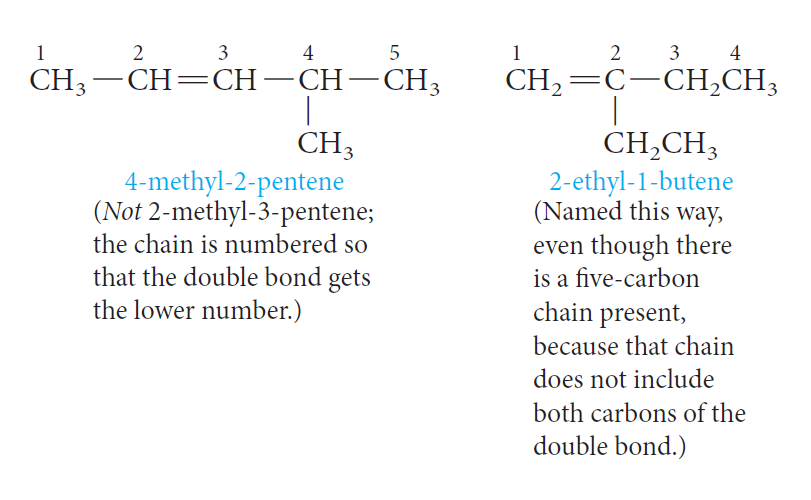 1 2 3 4 5
CH₃—CH=CH—CH—CH₃
CH₃
4-methyl-2-pentene
(Not 2-methyl-3-pentene;
the chain is numbered so
that the double bond gets
the lower number.)
1 2 3 4
CH₂=C—CH₂CH₃
CH₂CH₃
2-ethyl-1-butene
(Named this way,
even though there
is a five-carbon
chain present,
because that chain
does not include
both carbons of the
double bond.)